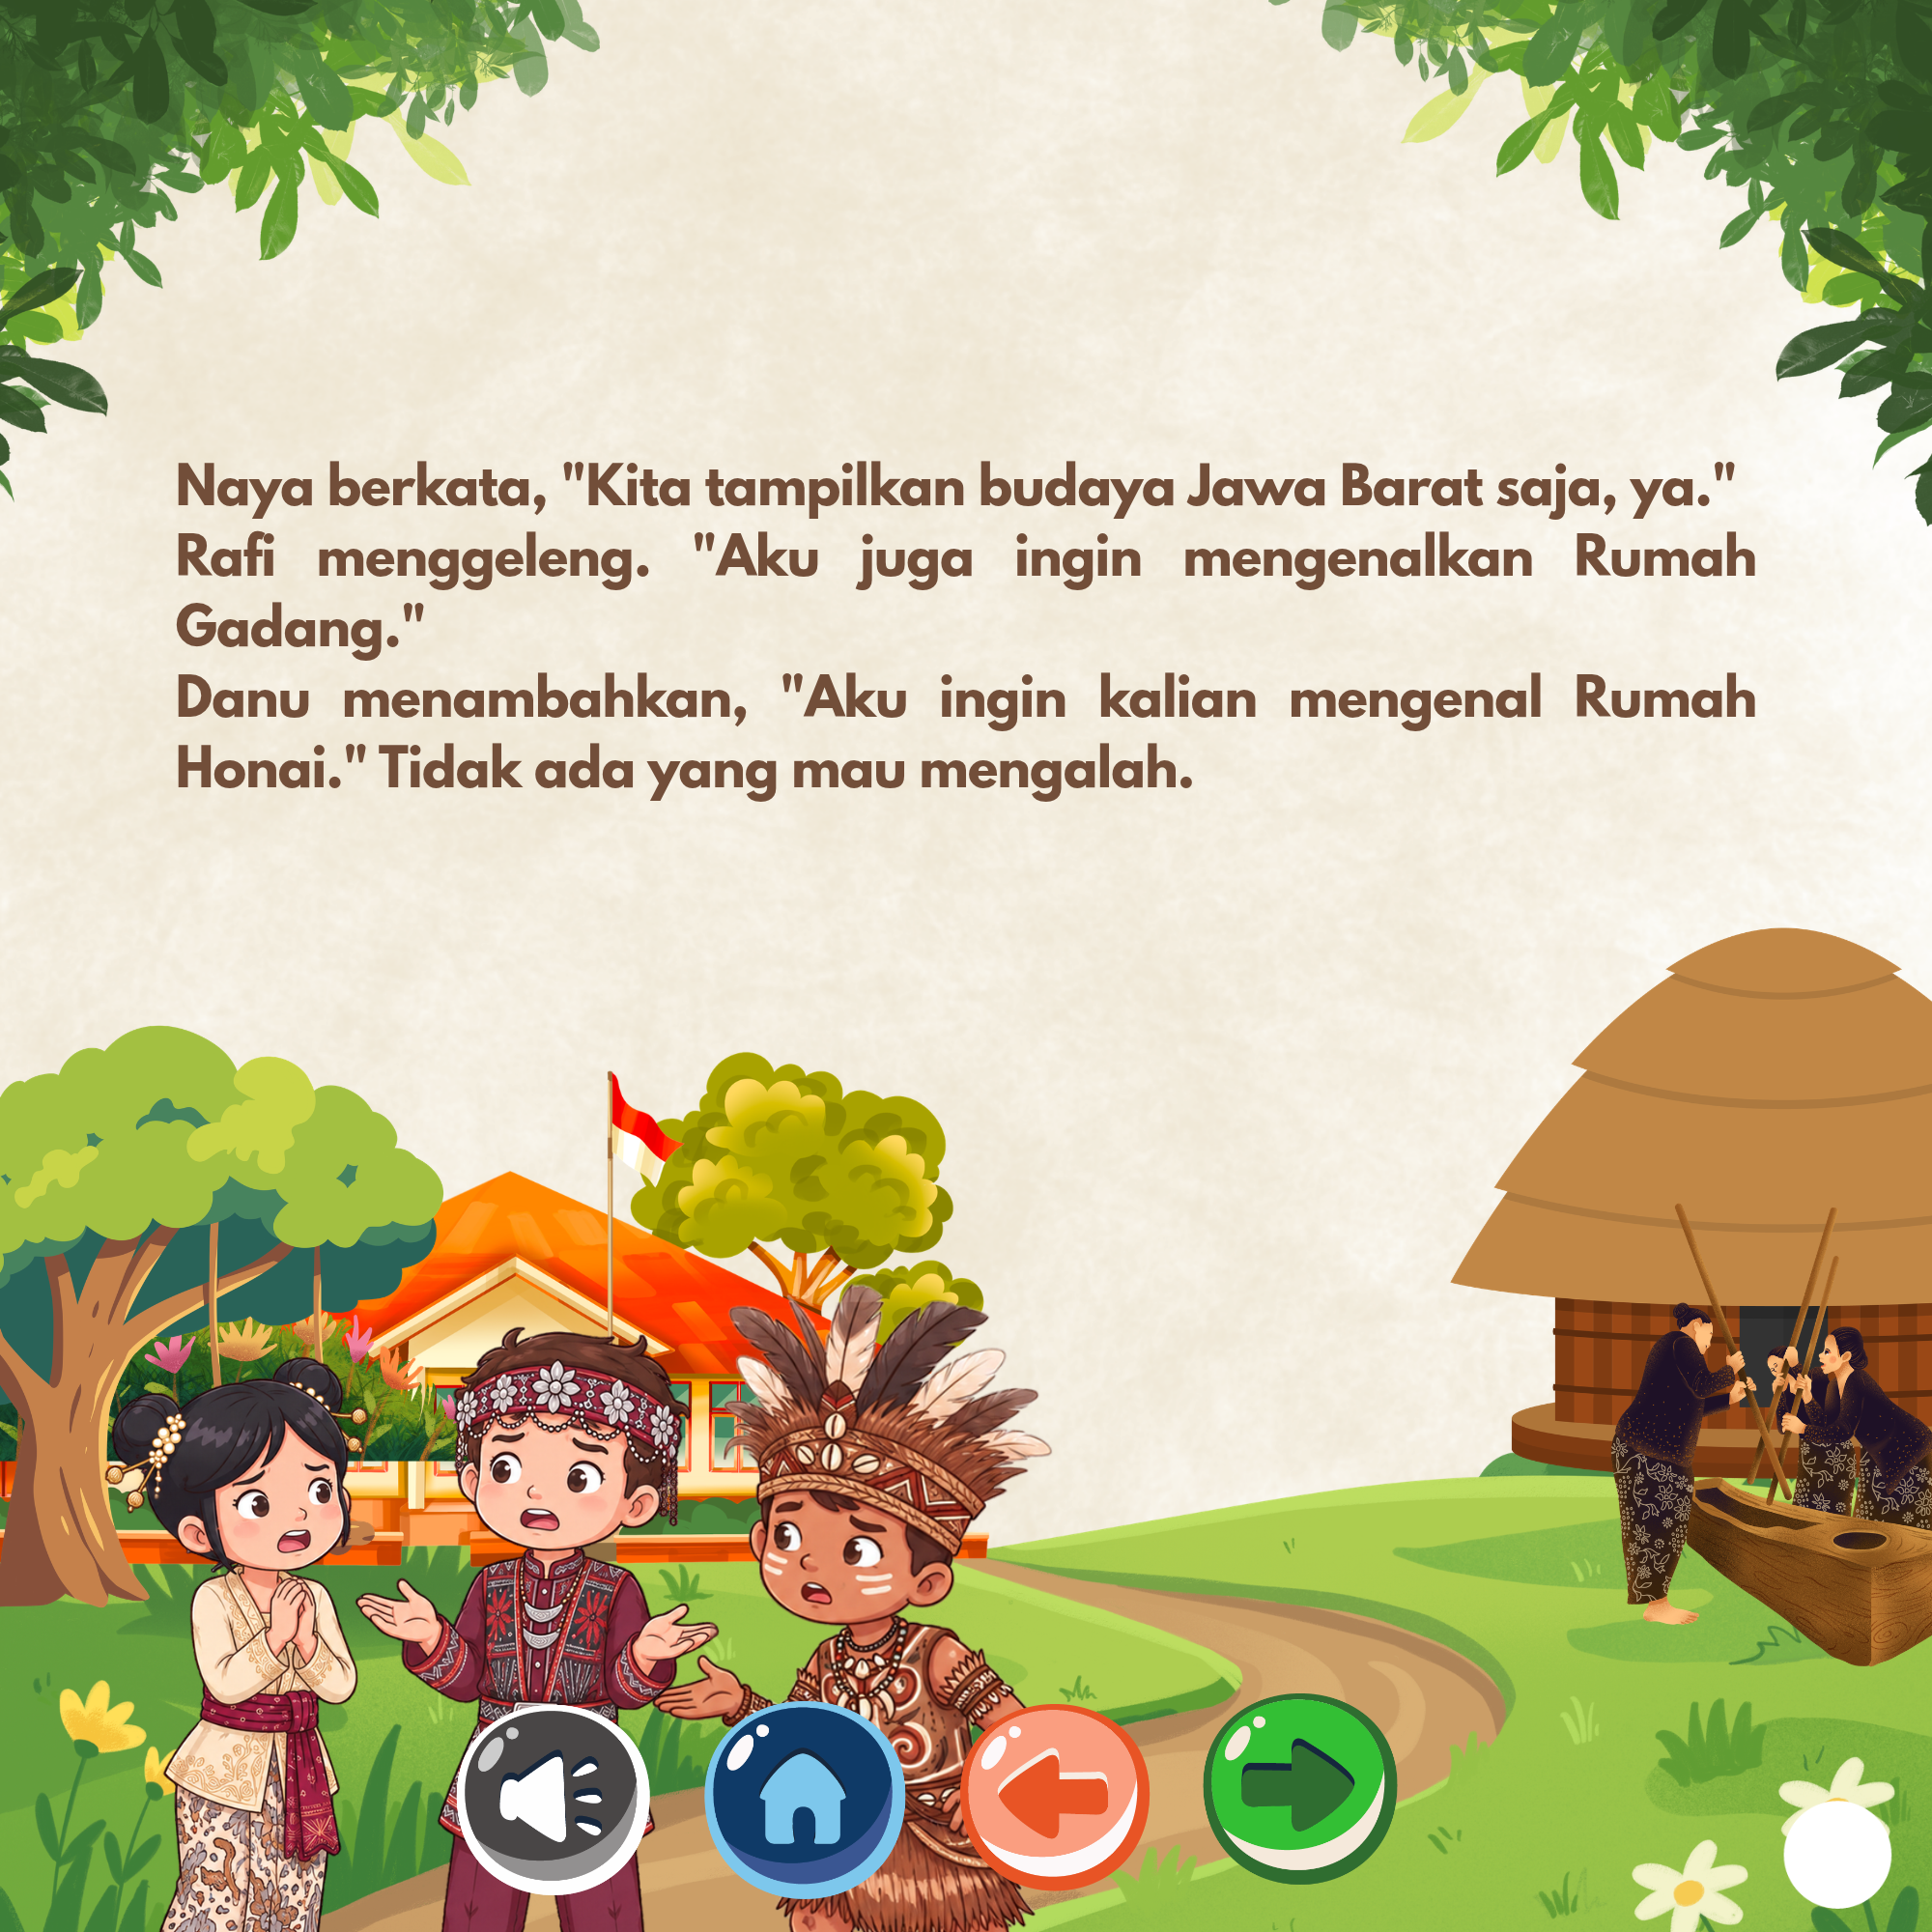 Naya berkata, "Kita tampilkan budaya Jawa Barat saja, ya."
Rafi menggeleng. "Aku juga ingin mengenalkan Rumah
Gadang."
Danu menambahkan, "Aku ingin kalian mengenal Rumah
Honai." Tidak ada yang mau mengalah.